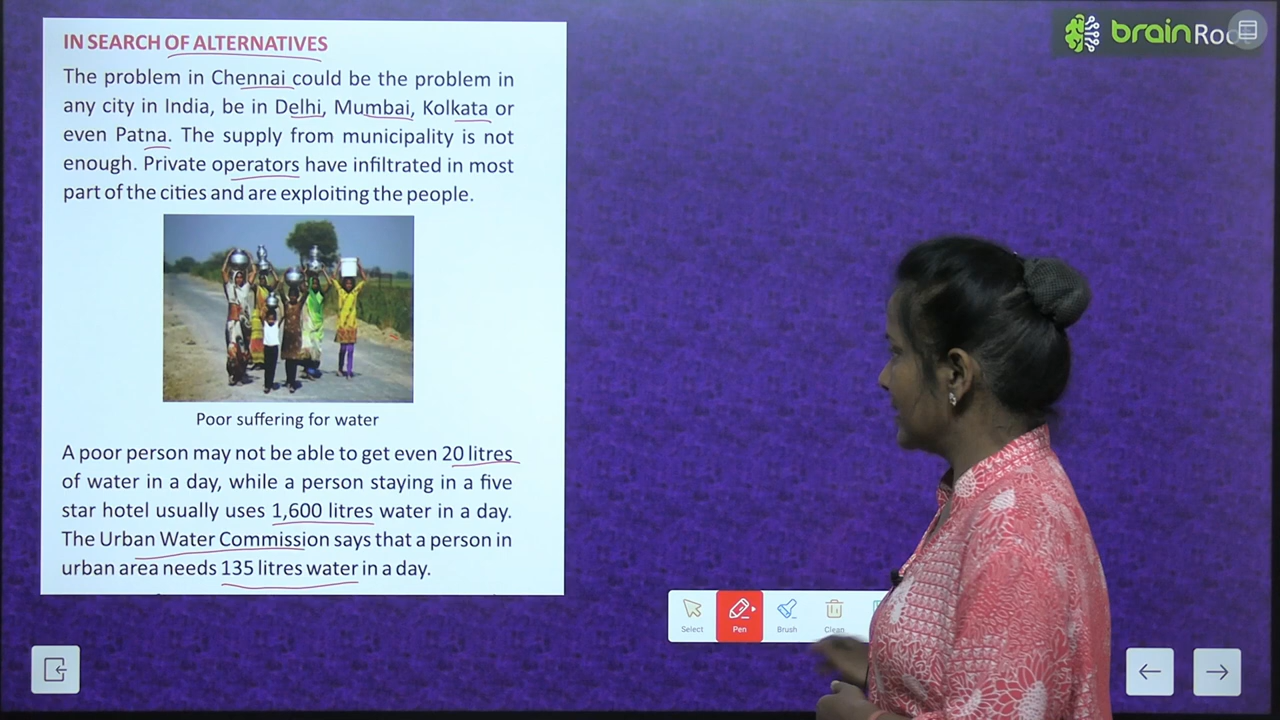 IN SEARCH OF ALTERNATIVES
The problem in Chennai could be the problem in
any city in India, be in Delhi, Mumbai, Kolkata or
even Patna. The supply from municipality is not
enough. Private operators have infiltrated in most
part of the cities and are exploiting the people.
Poor suffering for water
A poor person may not be able to get even 20 litres
of water in a day, while a person staying in a five
star hotel usually uses 1,600 litres water in a day.
The Urban Water Commission says that a person in
urban area needs 135 litres water in a day.
brain Roo
Select
Pen
Brush
Clean